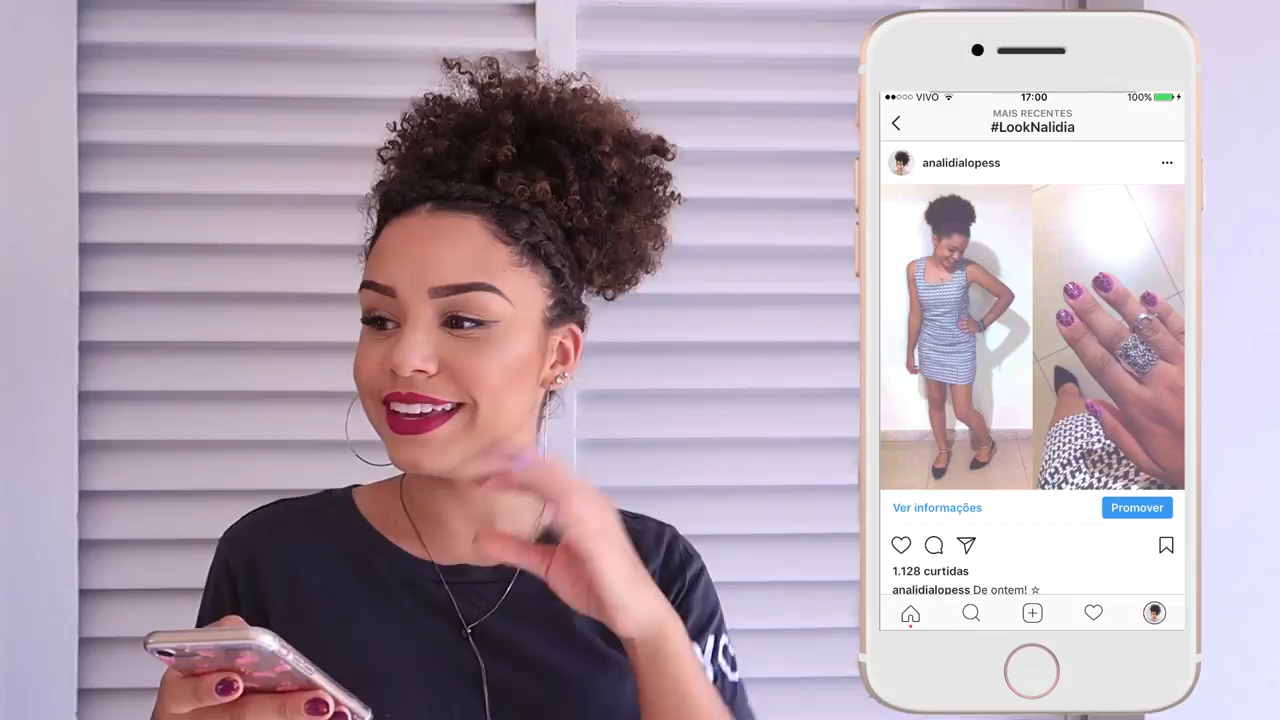 VIVO 17:00 100%
MAIS RECENTES
#LookNalidia
analidialopess
Ver informações Promover
1.128 curtidas
analidialopess De ontem! ☆